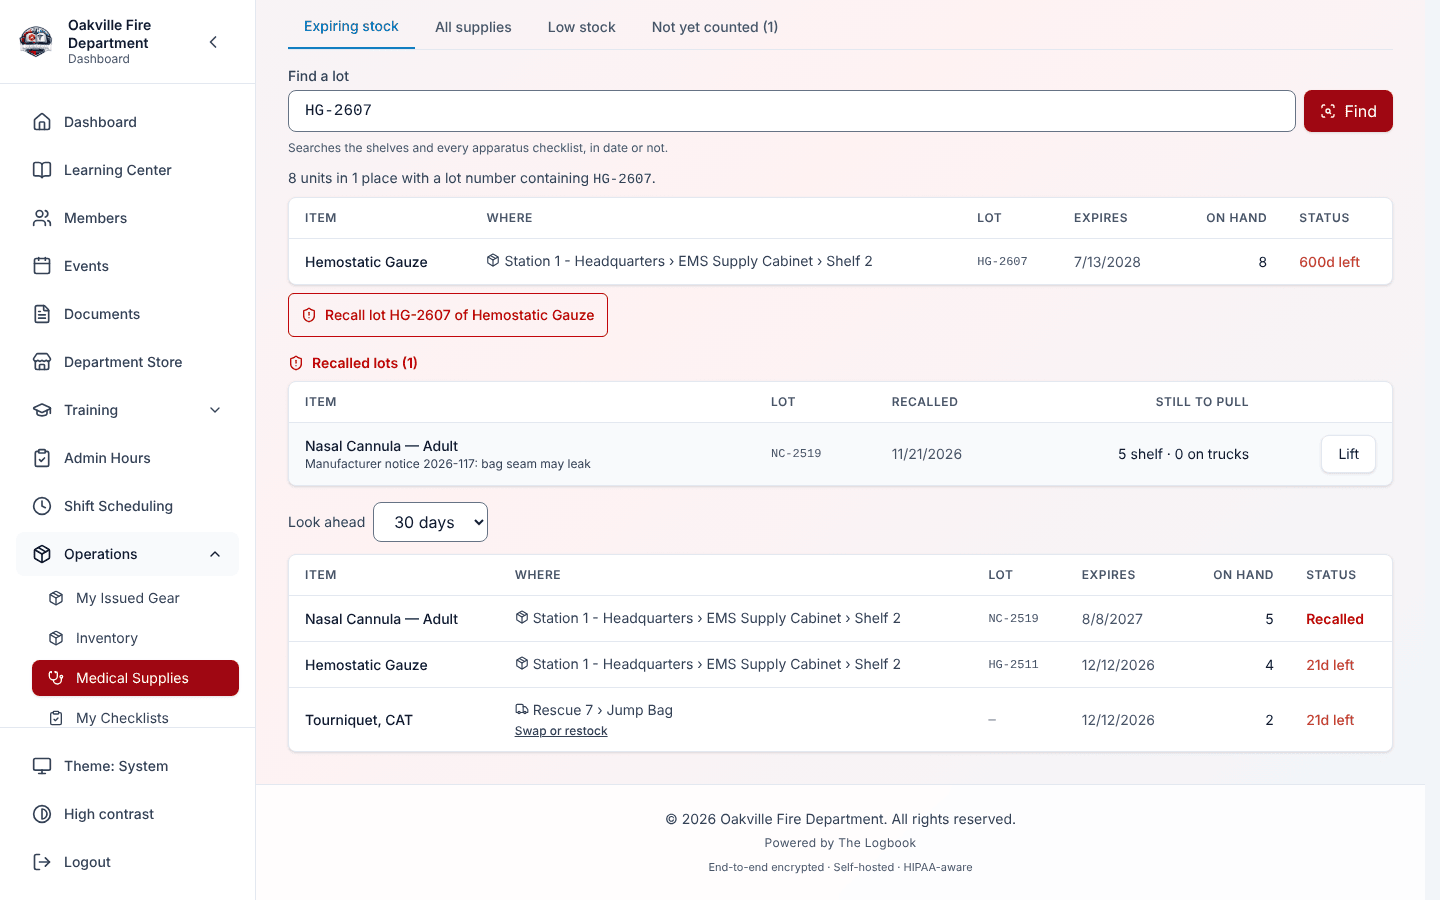 Oakville Fire
Department
Dashboard
Dashboard
Learning Center
Members
Events
Documents
Department Store
Training
Admin Hours
Shift Scheduling
Operations
My Issued Gear
Inventory
Medical Supplies
My Checklists
Theme: System
High contrast
Logout
Expiring stock All supplies Low stock Not yet counted (1)
Find a lot
HG-2607 Find
Searches the shelves and every apparatus checklist, in date or not.
8 units in 1 place with a lot number containing HG-2607.
ITEM WHERE LOT EXPIRES ON HAND STATUS
Hemostatic Gauze Station 1 - Headquarters › EMS Supply Cabinet › Shelf 2 HG-2607 7/13/2028 8 600d left
Recall lot HG-2607 of Hemostatic Gauze
Recalled lots (1)
ITEM LOT RECALLED STILL TO PULL
Nasal Cannula — Adult NC-2519 11/21/2026 5 shelf · 0 on trucks Lift
Manufacturer notice 2026-117: bag seam may leak
Look ahead 30 days
ITEM WHERE LOT EXPIRES ON HAND STATUS
Nasal Cannula — Adult Station 1 - Headquarters › EMS Supply Cabinet › Shelf 2 NC-2519 8/8/2027 5 Recalled
Hemostatic Gauze Station 1 - Headquarters › EMS Supply Cabinet › Shelf 2 HG-2511 12/12/2026 4 21d left
Tourniquet, CAT Rescue 7 › Jump Bag — 12/12/2026 2 21d left
Swap or restock
© 2026 Oakville Fire Department. All rights reserved.
Powered by The Logbook
End-to-end encrypted · Self-hosted · HIPAA-aware